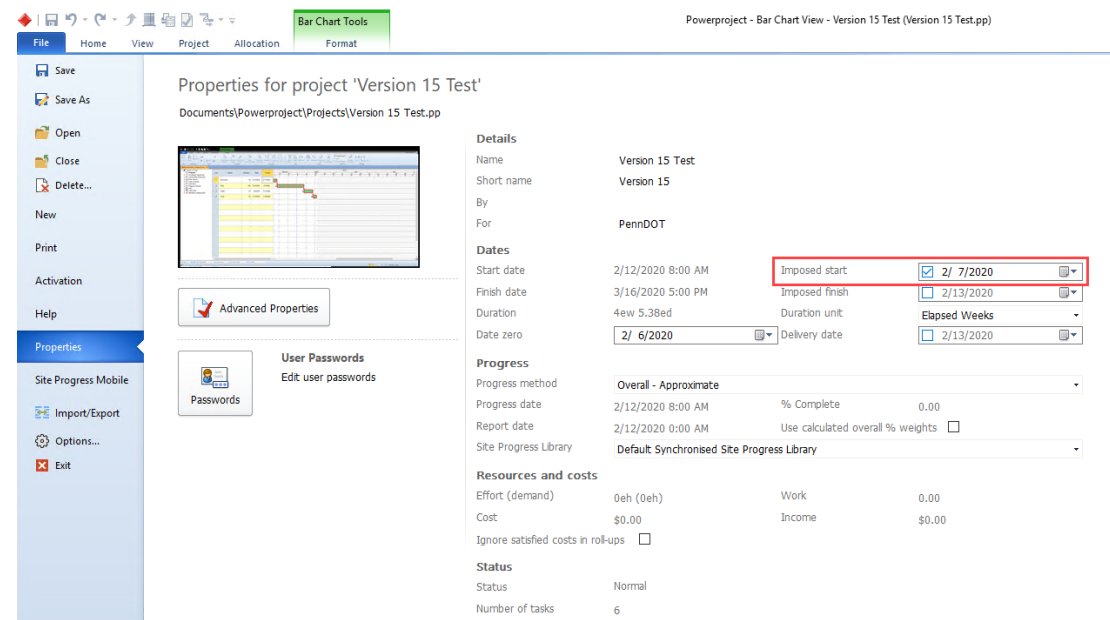 Bar Chart Tools
Powerproject - Bar Chart View - Version 15 Test (Version 15 Test.pp)
File Home View Project Allocation Format
Save
Save As
Open
Close
Delete...
New
Print
Activation
Help
Properties
Site Progress Mobile
Import/Export
Options...
Exit
Properties for project 'Version 15 Test'
Documents\Powerproject\Projects\Version 15 Test.pp
Advanced Properties
Passwords
User Passwords
Edit user passwords
Details
Name Version 15 Test
Short name Version 15
By
For PennDOT
Dates
Start date 2/12/2020 8:00 AM Imposed start 2/ 7/2020
Finish date 3/16/2020 5:00 PM Imposed finish 2/13/2020
Duration 4ew 5.38ed Duration unit Elapsed Weeks
Date zero 2/ 6/2020 Delivery date 2/13/2020
Progress
Progress method Overall - Approximate
Progress date 2/12/2020 8:00 AM % Complete 0.00
Report date 2/12/2020 0:00 AM Use calculated overall % weights
Site Progress Library Default Synchronised Site Progress Library
Resources and costs
Effort (demand) 0eh (0eh) Work 0.00
Cost $0.00 Income $0.00
Ignore satisfied costs in roll-ups
Status
Status Normal
Number of tasks 6